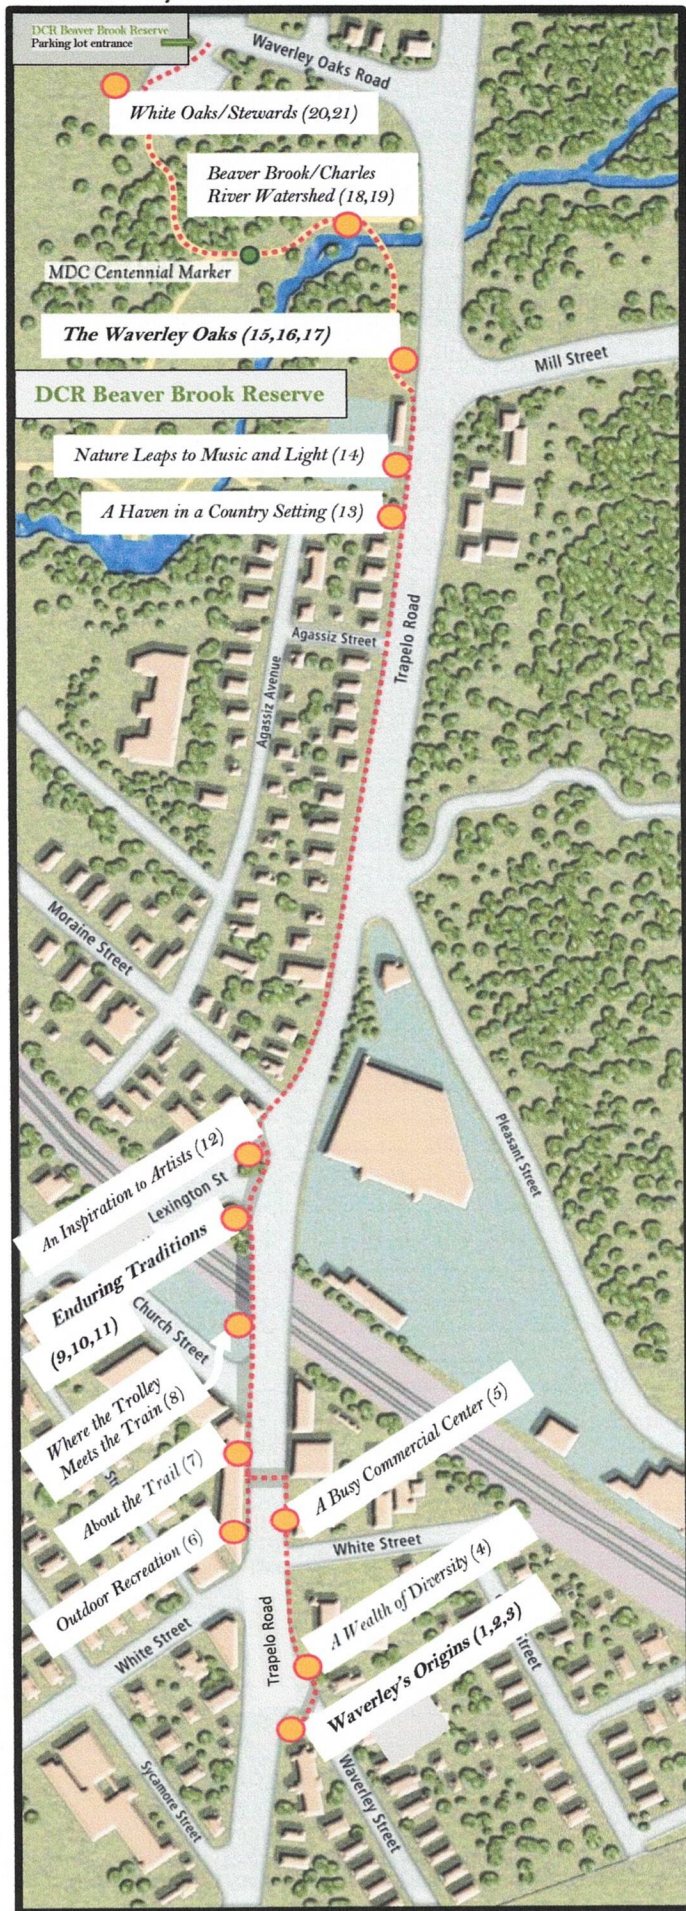 DCR Beaver Brook Reserve
Parking lot entrance
Waverley Oaks Road
White Oaks/Stewards (20,21)
Beaver Brook/Charles
River Watershed (18,19)
MDC Centennial Marker
The Waverley Oaks (15,16,17)
Mill Street
DCR Beaver Brook Reserve
Nature Leaps to Music and Light (14)
A Haven in a Country Setting (13)
Agassiz Street
Trapelo Road
Agassiz Avenue
Moraine Street
Pleasant Street
An Inspiration to Artists (12)
Lexington St
Enduring Traditions
(9,10,11)
Church Street
Where the Trolley
Meets the Train (8)
About the Trail (7)
A Busy Commercial Center (5)
Outdoor Recreation (6)
White Street
A Wealth of Diversity (4)
White Street
Trapelo Road
Waverley's Origins (1,2,3)
Waverley Street
Sycamore Street